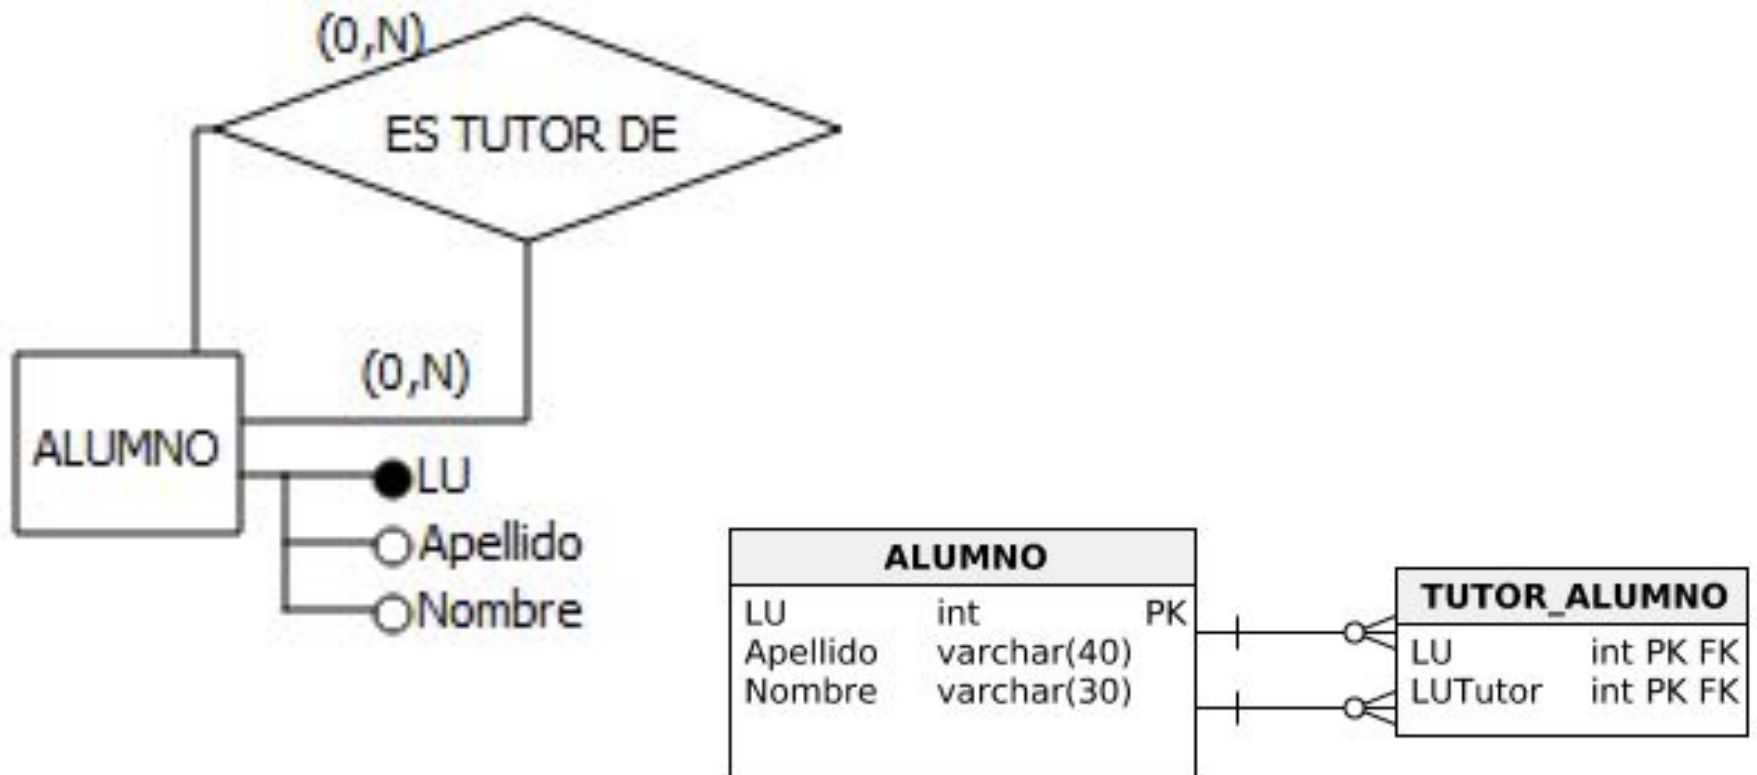 (0,N)
ES TUTOR DE
(0,N)
ALUMNO
LU
Apellido
Nombre
ALUMNO
LU int PK
Apellido varchar(40)
Nombre varchar(30)
TUTOR_ALUMNO
LU int PK FK
LUTutor int PK FK